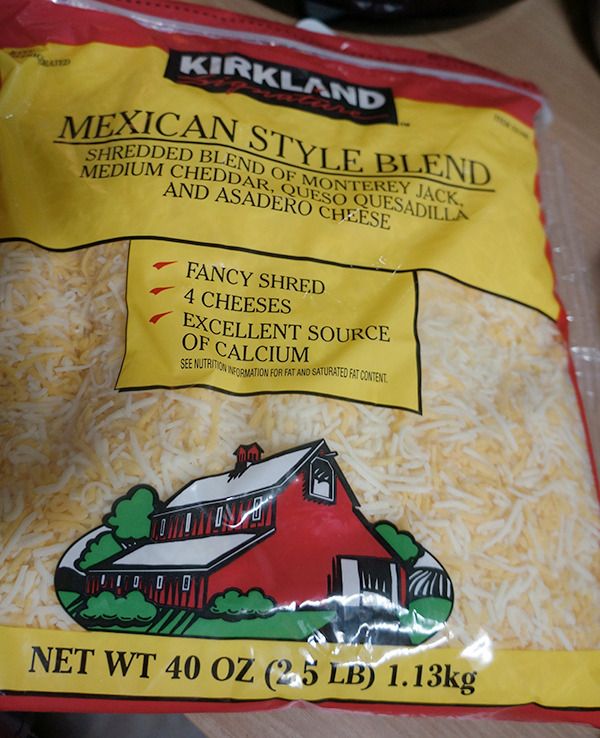 KIRKLAND
Signature
MEXICAN STYLE BLEND
SHREDDED BLEND OF MONTEREY JACK,
MEDIUM CHEDDAR, QUESO QUESADILLA
AND ASADERO CHEESE
FANCY SHRED
4 CHEESES
EXCELLENT SOURCE
OF CALCIUM
SEE NUTRITION INFORMATION FOR FAT AND SATURATED FAT CONTENT.
NET WT 40 OZ (2.5 LB) 1.13kg